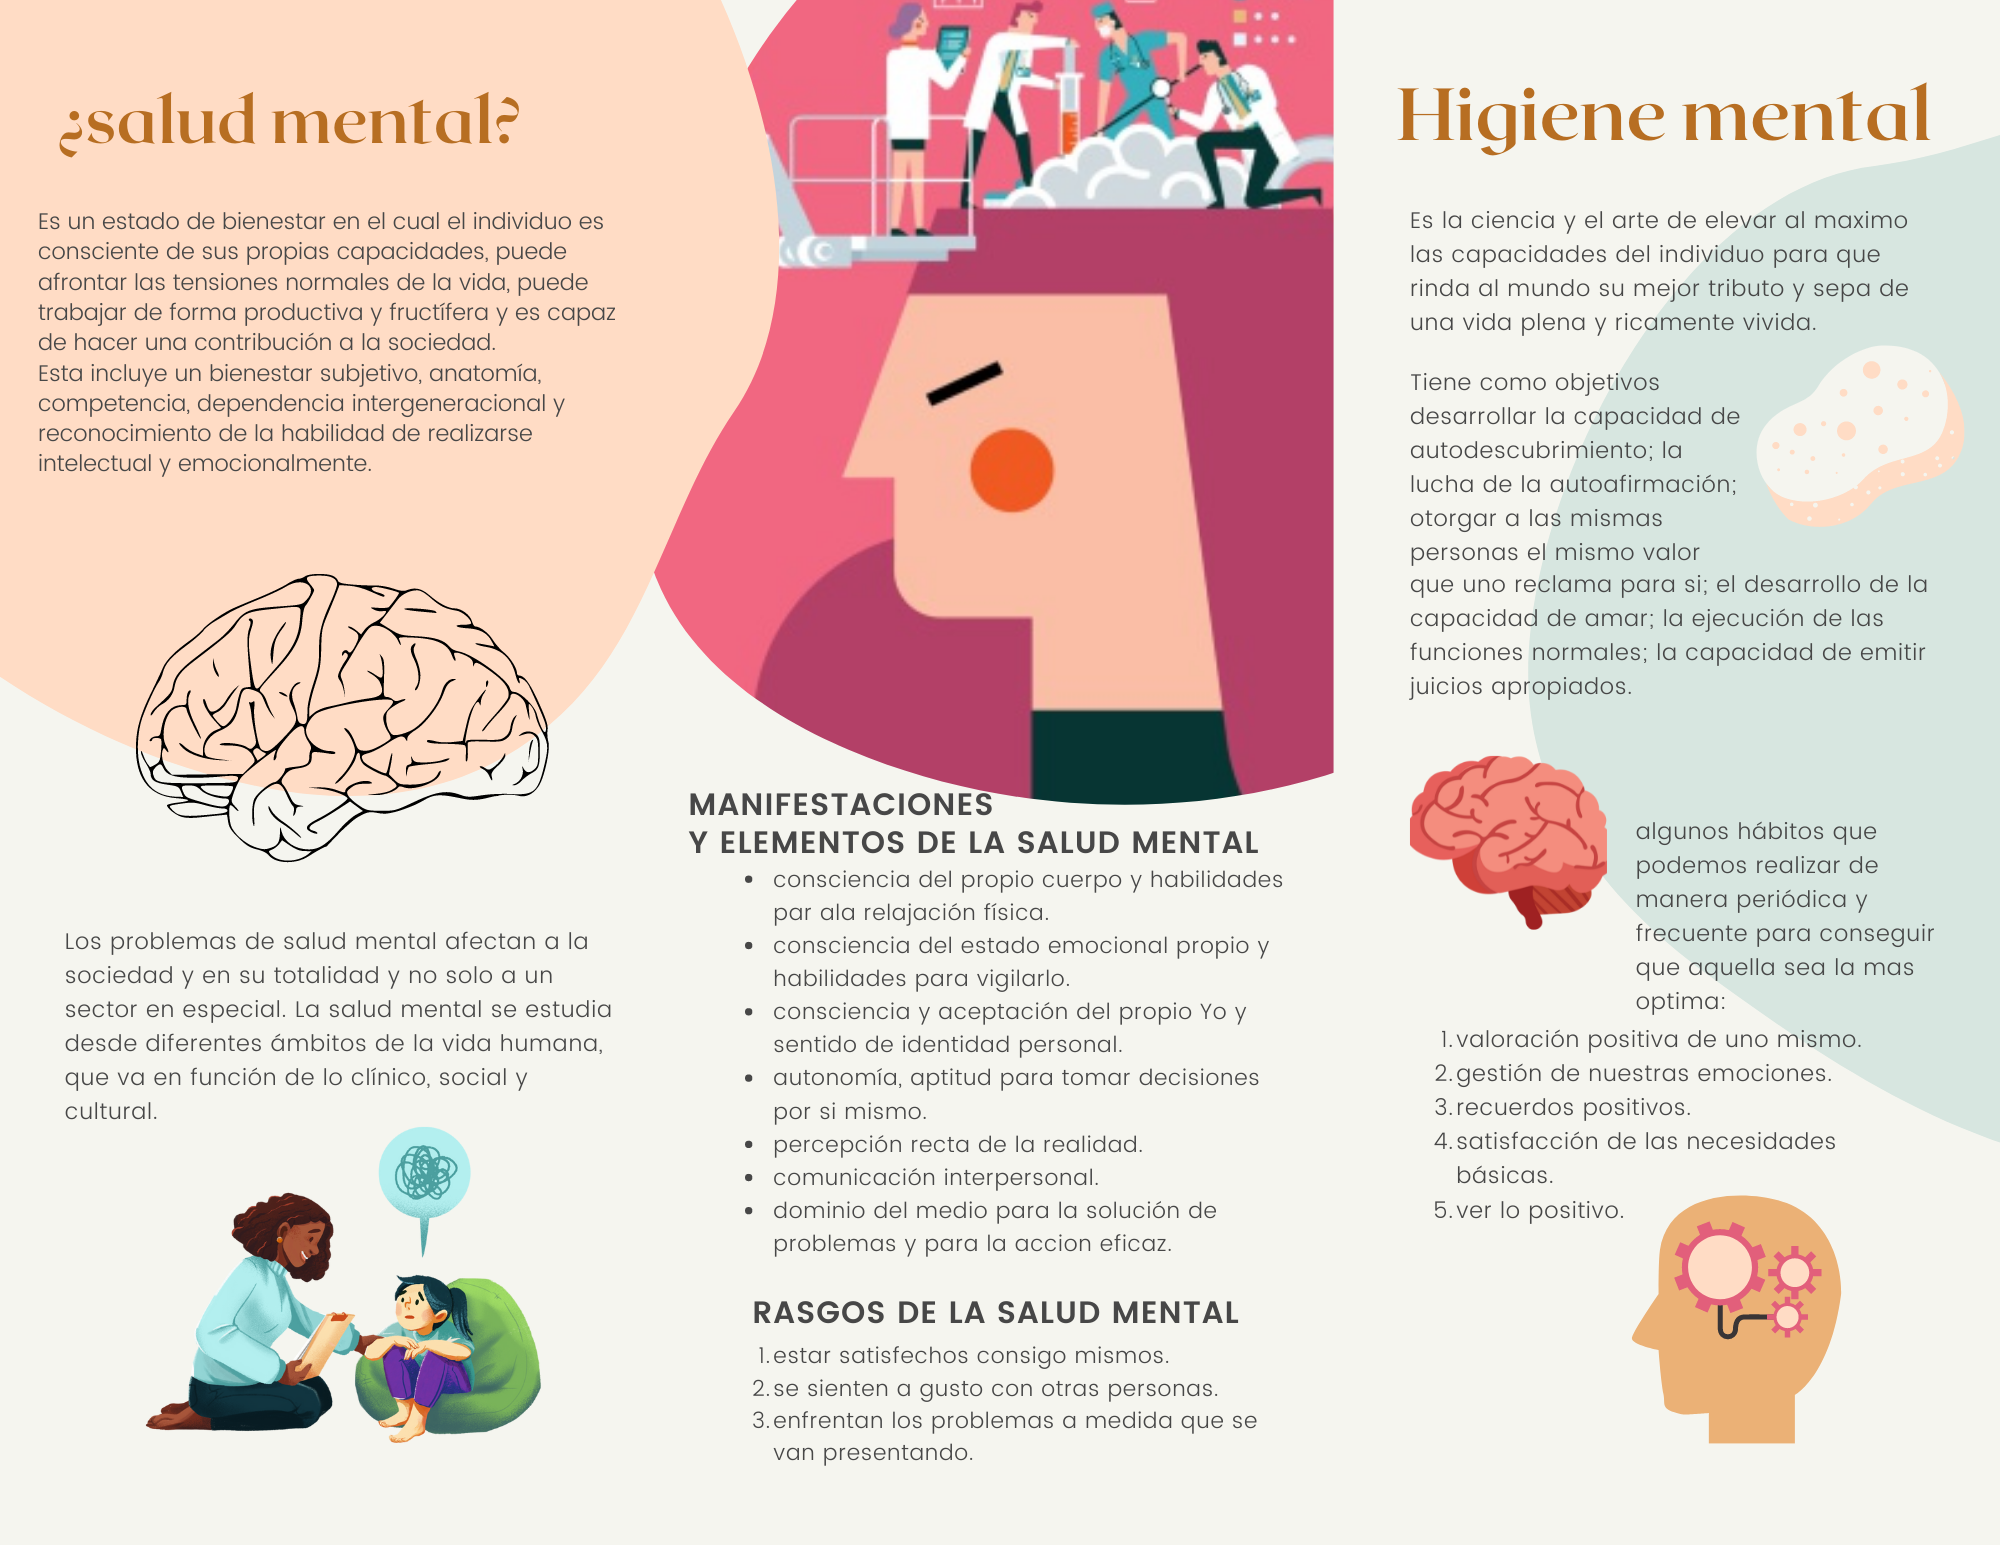 ¿salud mental?
Es un estado de bienestar en el cual el individuo es
consciente de sus propias capacidades, puede
afrontar las tensiones normales de la vida, puede
trabajar de forma productiva y fructífera y es capaz
de hacer una contribución a la sociedad.
Esta incluye un bienestar subjetivo, anatomía,
competencia, dependencia intergeneracional y
reconocimiento de la habilidad de realizarse
intelectual y emocionalmente.
Los problemas de salud mental afectan a la
sociedad y en su totalidad y no solo a un
sector en especial. La salud mental se estudia
desde diferentes ámbitos de la vida humana,
que va en función de lo clínico, social y
cultural.
MANIFESTACIONES
Y ELEMENTOS DE LA SALUD MENTAL
• consciencia del propio cuerpo y habilidades
par ala relajación física.
• consciencia del estado emocional propio y
habilidades para vigilarlo.
• consciencia y aceptación del propio Yo y
sentido de identidad personal.
• autonomía, aptitud para tomar decisiones
por si mismo.
• percepción recta de la realidad.
• comunicación interpersonal.
• dominio del medio para la solución de
problemas y para la accion eficaz.
RASGOS DE LA SALUD MENTAL
1. estar satisfechos consigo mismos.
2. se sienten a gusto con otras personas.
3. enfrentan los problemas a medida que se
van presentando.
Higiene mental
Es la ciencia y el arte de elevar al maximo
las capacidades del individuo para que
rinda al mundo su mejor tributo y sepa de
una vida plena y ricamente vivida.
Tiene como objetivos
desarrollar la capacidad de
autodescubrimiento; la
lucha de la autoafirmación;
otorgar a las mismas
personas el mismo valor
que uno reclama para si; el desarrollo de la
capacidad de amar; la ejecución de las
funciones normales; la capacidad de emitir
juicios apropiados.
algunos hábitos que
podemos realizar de
manera periódica y
frecuente para conseguir
que aquella sea la mas
optima:
1. valoración positiva de uno mismo.
2. gestión de nuestras emociones.
3. recuerdos positivos.
4. satisfacción de las necesidades
básicas.
5. ver lo positivo.